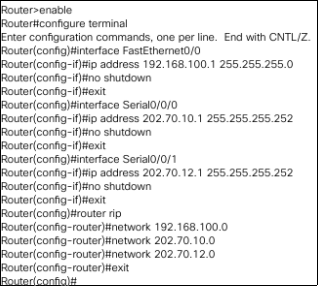 Router>enable
Router#configure terminal
Enter configuration commands, one per line.  End with CNTL/Z.
Router(config)#interface FastEthernet0/0
Router(config-if)#ip address 192.168.100.1 255.255.255.0
Router(config-if)#no shutdown
Router(config-if)#exit
Router(config)#interface Serial0/0/0
Router(config-if)#ip address 202.70.10.1 255.255.255.252
Router(config-if)#no shutdown
Router(config-if)#exit
Router(config)#interface Serial0/0/1
Router(config-if)#ip address 202.70.12.1 255.255.255.252
Router(config-if)#no shutdown
Router(config-if)#exit
Router(config)#router rip
Router(config-router)#network 192.168.100.0
Router(config-router)#network 202.70.10.0
Router(config-router)#network 202.70.12.0
Router(config-router)#exit
Router(config)#